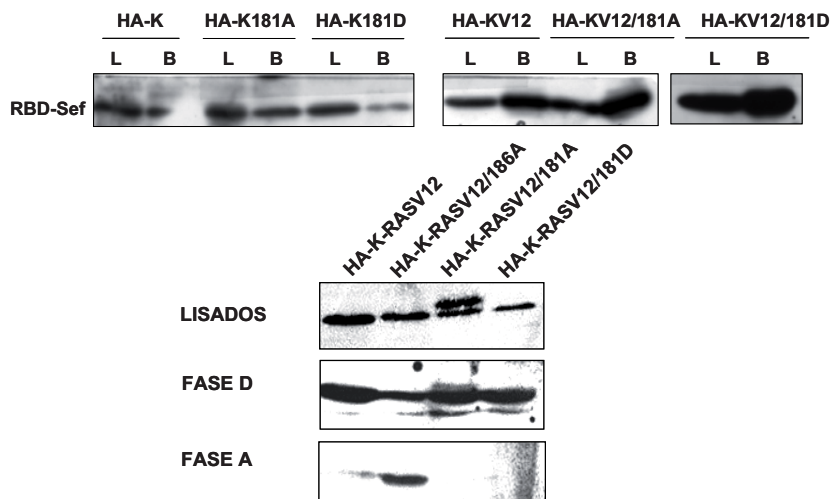 HA-K HA-K181A HA-K181D HA-KV12 HA-KV12/181A HA-KV12/181D
L B L B L B L B L B L B
RBD-Sef
HA-K-RASV12
HA-K-RASV12/186A
HA-K-RASV12/181A
HA-K-RASV12/181D
LISADOS
FASE D
FASE A